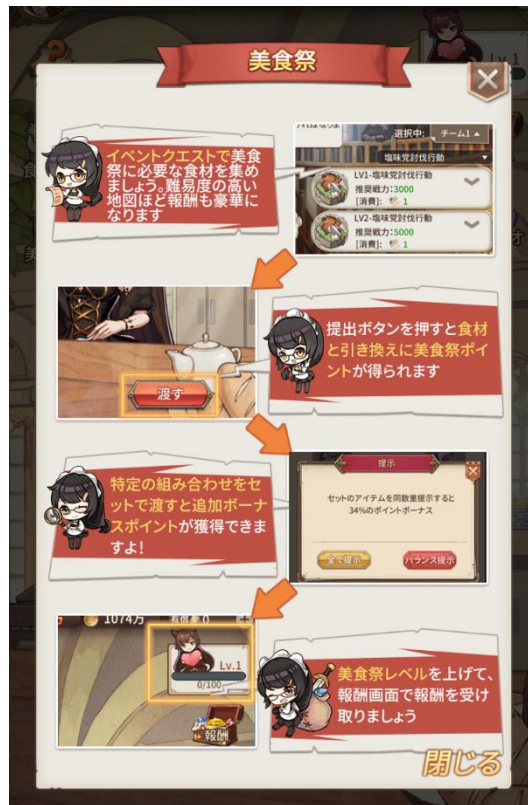 美食祭
Lv.1
イベントクエストで美食
祭に必要な食材を集め
ましょう。難易度の高い
地図ほど報酬も豪華に
なります
選択中: チーム1
塩味党討伐行動
LV1-塩味党討伐行動
推奨戦力:3000
[消費]: 1
LV2-塩味党討伐行動
推奨戦力:5000
[消費]: 1
渡す
提出ボタンを押すと食材
と引き換えに美食祭ポイ
ントが得られます
特定の組み合わせをセ
ットで渡すと追加ボーナ
スポイントが獲得できま
すよ!
提示
セットのアイテムを同数量提示すると
34%のポイントボーナス
全て提示
バランス提示
1074万
Lv.1
0/100
報酬
美食祭レベルを上げて、
報酬画面で報酬を受け
取りましょう
閉じる